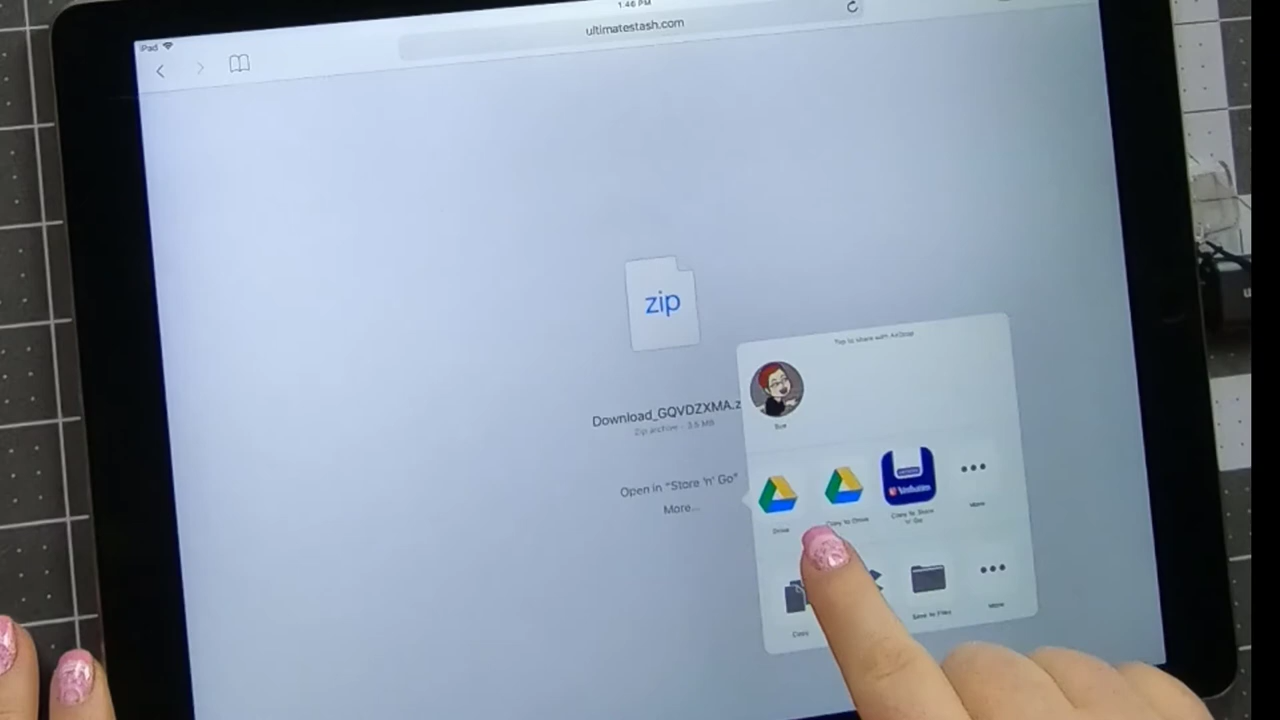 1:46 PM
iPad
ultimatestash.com
zip
Tap to share with AirDrop
Download_GQVDZXMA.z
Zip archive - 3.5 MB
Sue
Open in "Store 'n' Go"
More...
Verbatim
Drive
Copy to Drive
Copy to Store
'n' Go
More
Copy
Save to Files
More